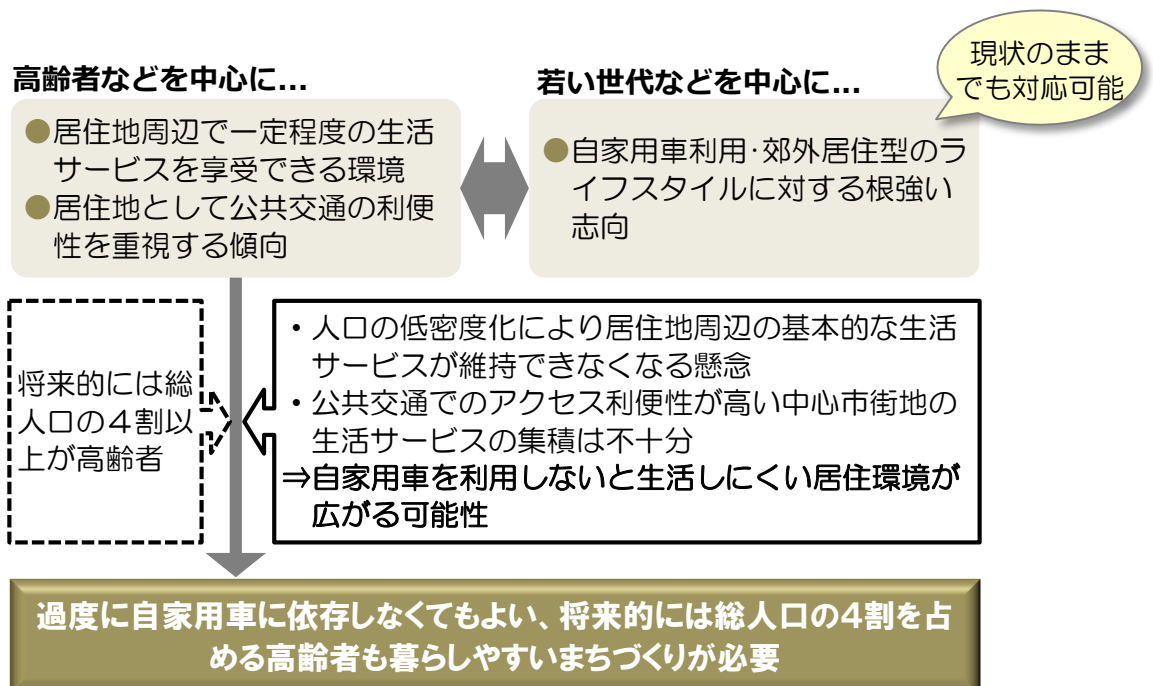 高齢者などを中心に...
●居住地周辺で一定程度の生活
サービスを享受できる環境
●居住地として公共交通の利便
性を重視する傾向
若い世代などを中心に...
現状のまま
でも対応可能
●自家用車利用・郊外居住型のラ
イフスタイルに対する根強い
志向
将来的には総
人口の4割以
上が高齢者
・人口の低密度化により居住地周辺の基本的な生活
サービスが維持できなくなる懸念
・公共交通でのアクセス利便性が高い中心市街地の
生活サービスの集積は不十分
⇒自家用車を利用しないと生活しにくい居住環境が
広がる可能性
過度に自家用車に依存しなくてもよい、将来的には総人口の4割を占
める高齢者も暮らしやすいまちづくりが必要